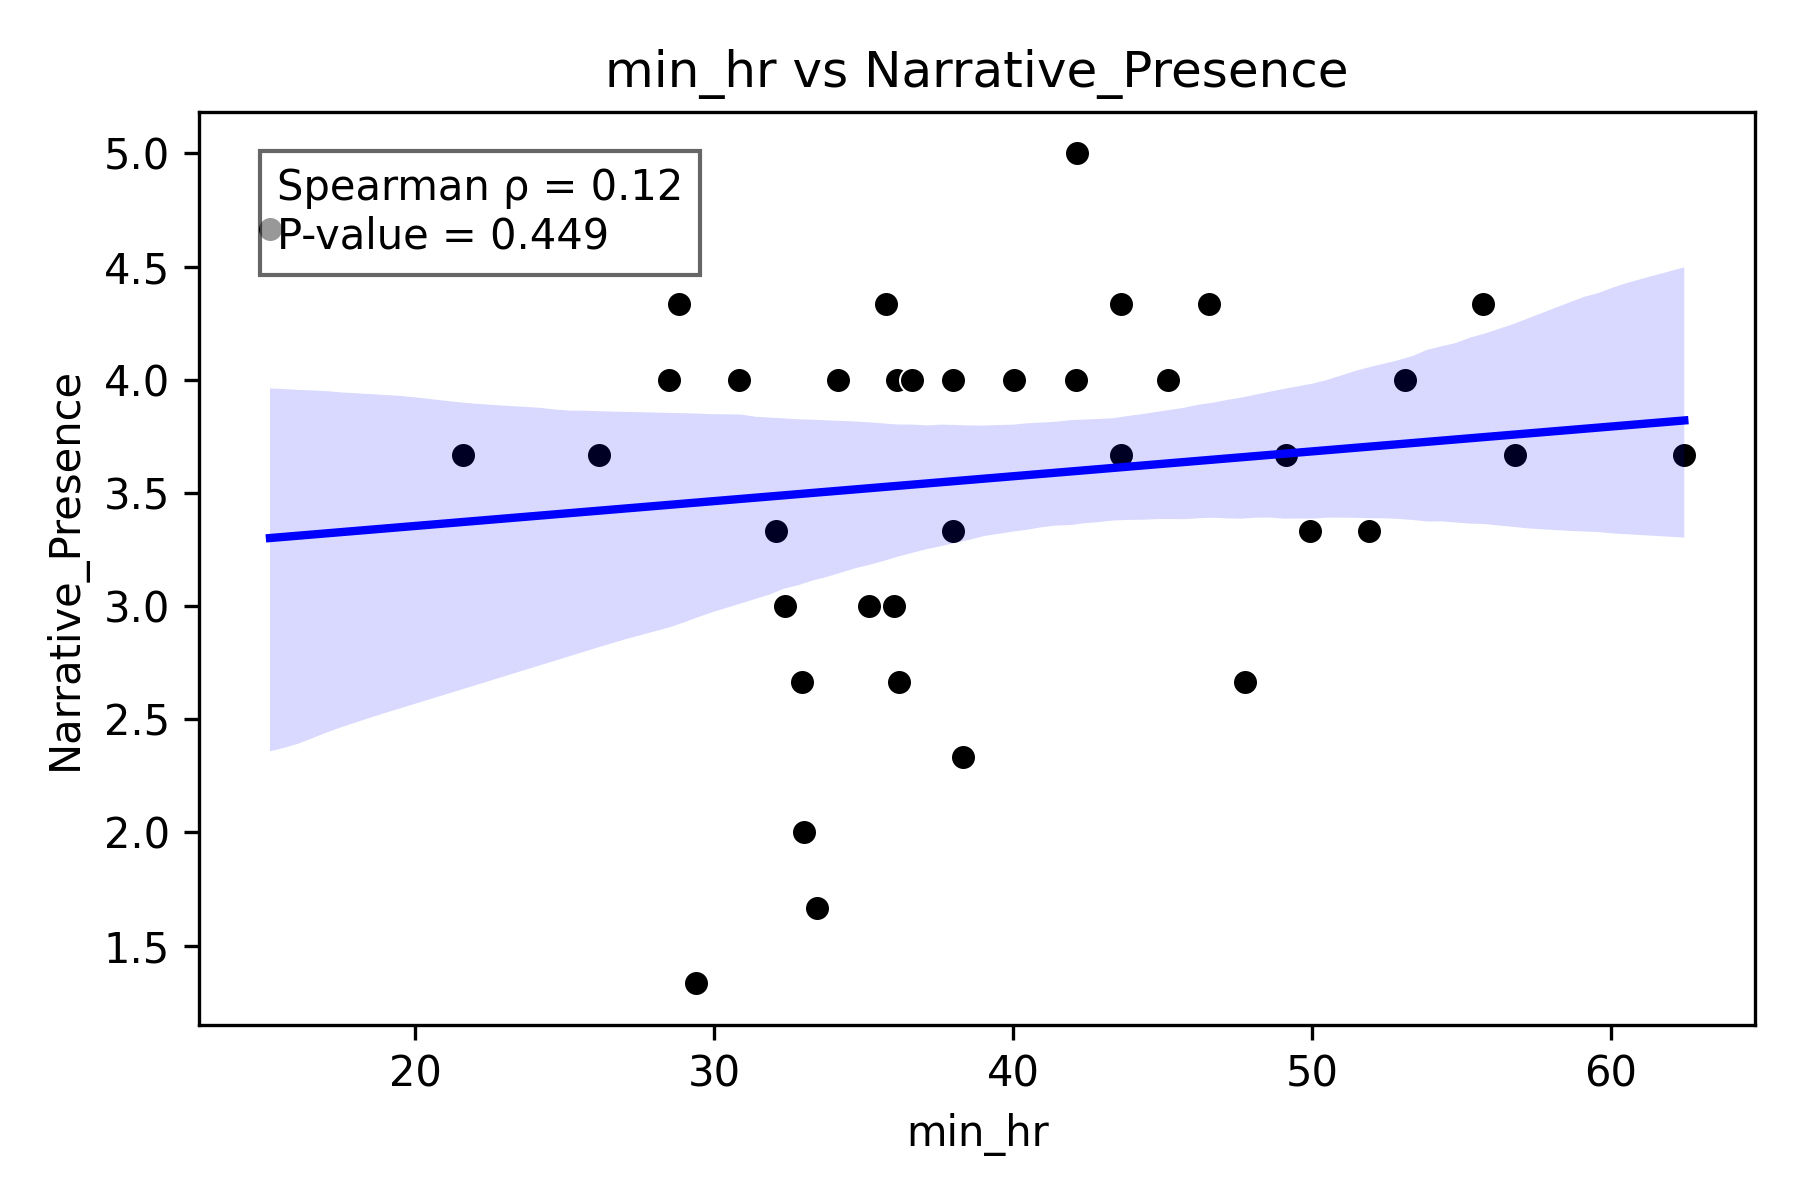 min_hr vs Narrative_Presence
Spearman ρ = 0.12
P-value = 0.449
Narrative_Presence
5.0
4.5
4.0
3.5
3.0
2.5
2.0
1.5
20
30
40
50
60
min_hr